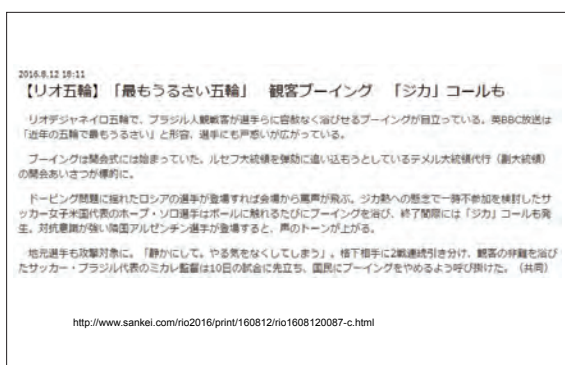 2016.8.12 18:11
【リオ五輪】「最もうるさい五輪」 観客ブーイング 「ジカ」コールも
リオデジャネイロ五輪で、ブラジル人観戦客が選手らに容赦なく浴びせるブーイングが目立っている。英BBC放送は
「近年の五輪で最もうるさい」と形容、選手にも戸惑いが広がっている。
ブーイングは開会式には始まっていた。ルセフ大統領を弾劾に追い込もうとしているテメル大統領代行（副大統領）
の開会あいさつが標的に。
ドーピング問題に揺れたロシアの選手が登場すれば会場から罵声が飛ぶ。ジカ熱への懸念で一時不参加を検討したサ
ッカー女子米国代表のホープ・ソロ選手はボールに触れるたびにブーイングを浴び、終了間際には「ジカ」コールも発
生。対抗意識が強い隣国アルゼンチン選手が登場すると、声のトーンが上がる。
地元選手も攻撃対象に。「静かにして。やる気をなくしてしまう」。格下相手に2戦連続引き分け、観客の非難を浴び
たサッカー・ブラジル代表のミカレ監督は10日の試合に先立ち、国民にブーイングをやめるよう呼び掛けた。（共同）
http://www.sankei.com/rio2016/print/160812/rio1608120087-c.html